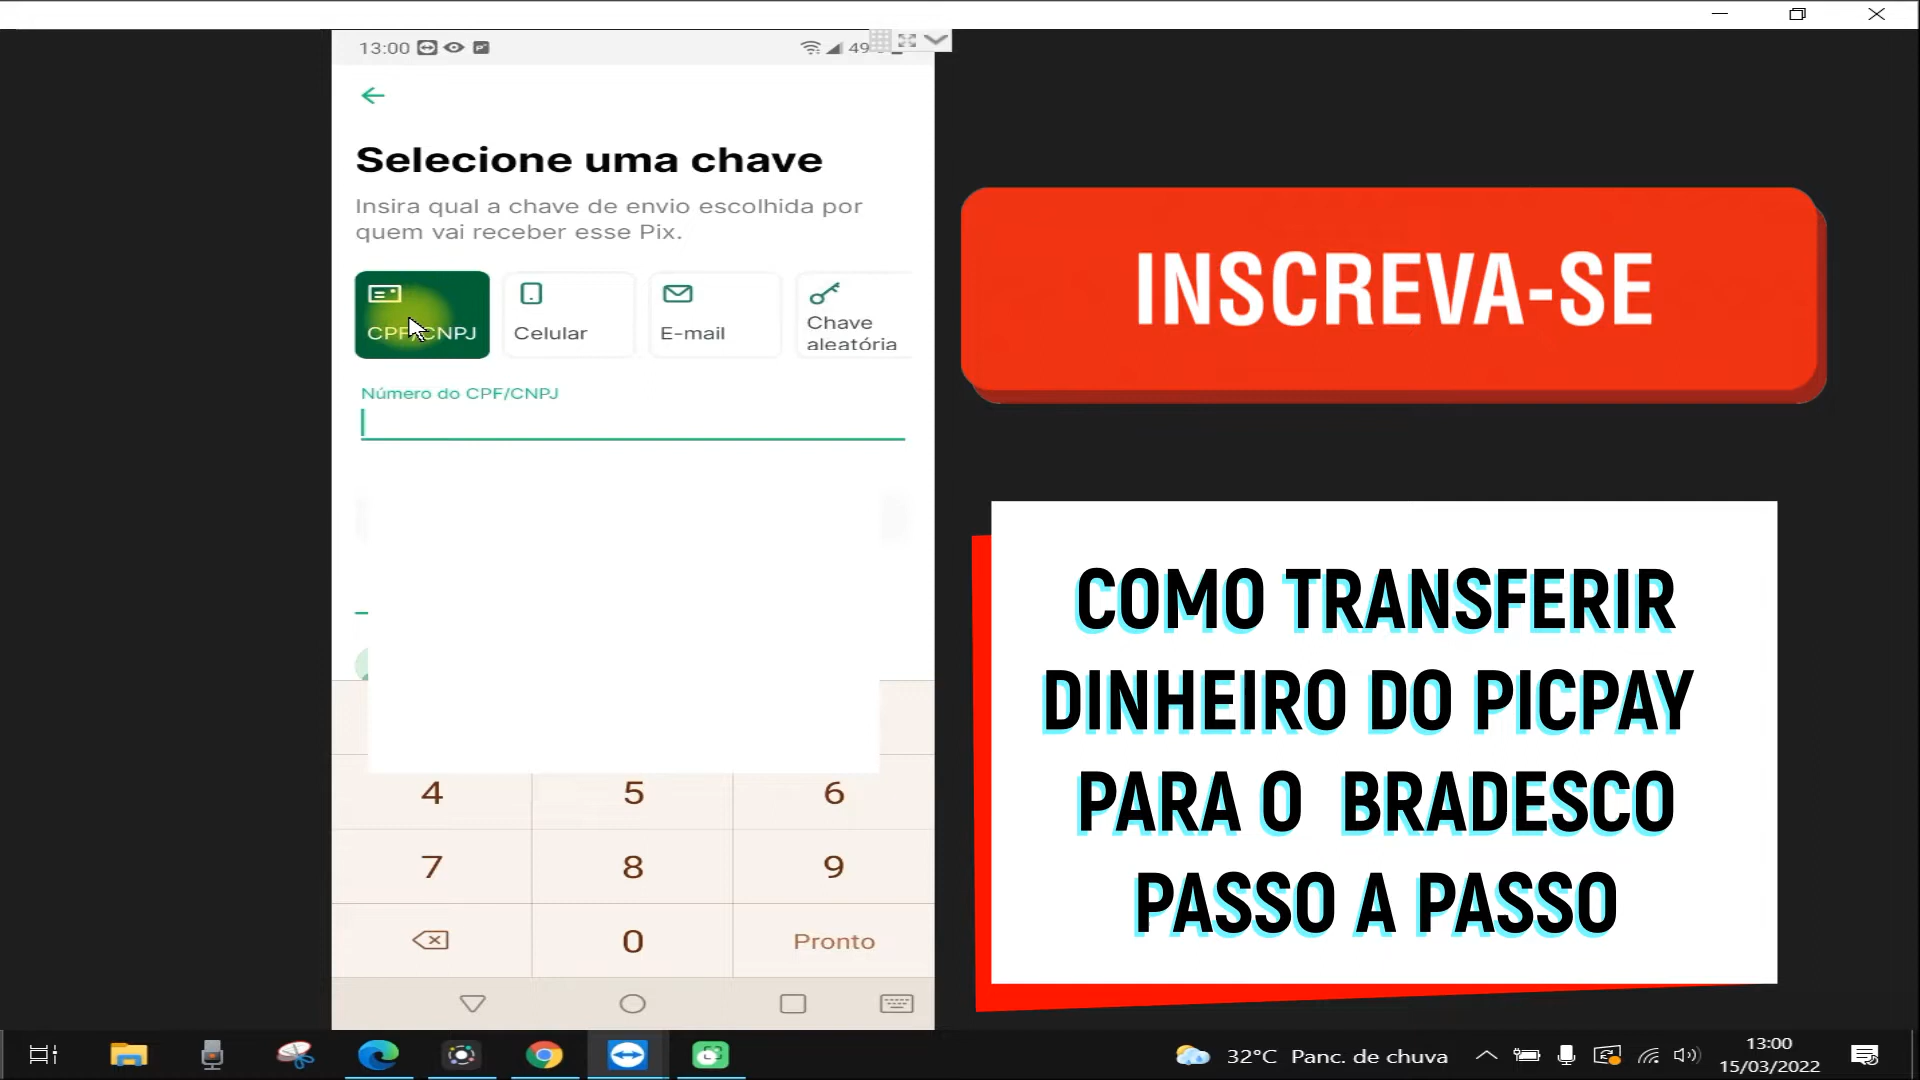 13:00
49
Selecione uma chave
Insira qual a chave de envio escolhida por
quem vai receber esse Pix.
CPF/CNPJ
Celular
E-mail
Chave
aleatória
Número do CPF/CNPJ
4
5
6
7
8
9
0
Pronto
INSCREVA-SE
COMO TRANSFERIR
DINHEIRO DO PICPAY
PARA O BRADESCO
PASSO A PASSO
32°C Panc. de chuva
13:00
15/03/2022